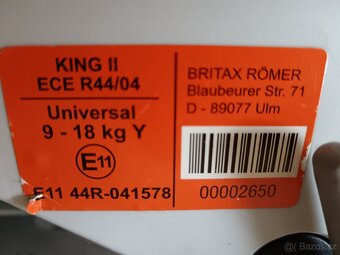 KING II
ECE R44/04
Universal
9 - 18 kg Y
E11
E11 44R-041578
BRITAX RÖMER
Blaubeurer Str. 71
D - 89077 Ulm
00002650
Bazos.cz